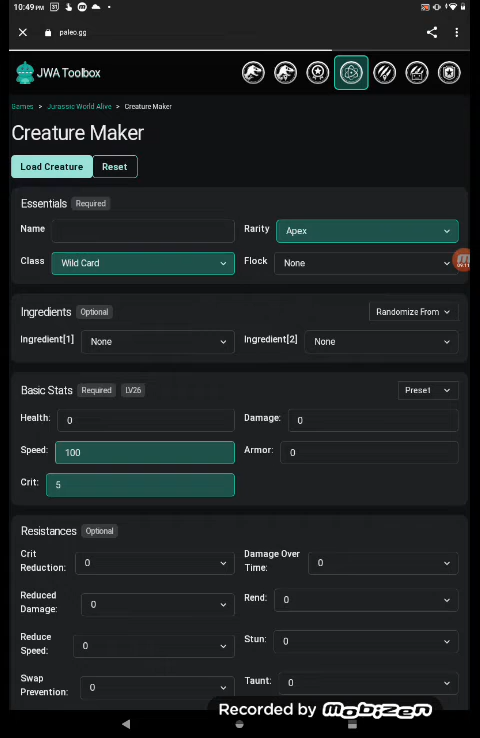 10:49PM 31
paleo.gg
JWA Toolbox
Games > Jurassic World Alive > Creature Maker
Creature Maker
Load Creature Reset
Essentials Required
Name Rarity Apex
Class Wild Card Flock None
Ingredients Optional Randomize From
Ingredient[1] None Ingredient[2] None
Basic Stats Required LV26 Preset
Health: 0 Damage: 0
Speed: 100 Armor: 0
Crit: 5
Resistances Optional
Crit Reduction: 0 Damage Over Time: 0
Reduced Damage: 0 Rend: 0
Reduce Speed: 0 Stun: 0
Swap Prevention: 0 Taunt: 0
Recorded by Mobizen